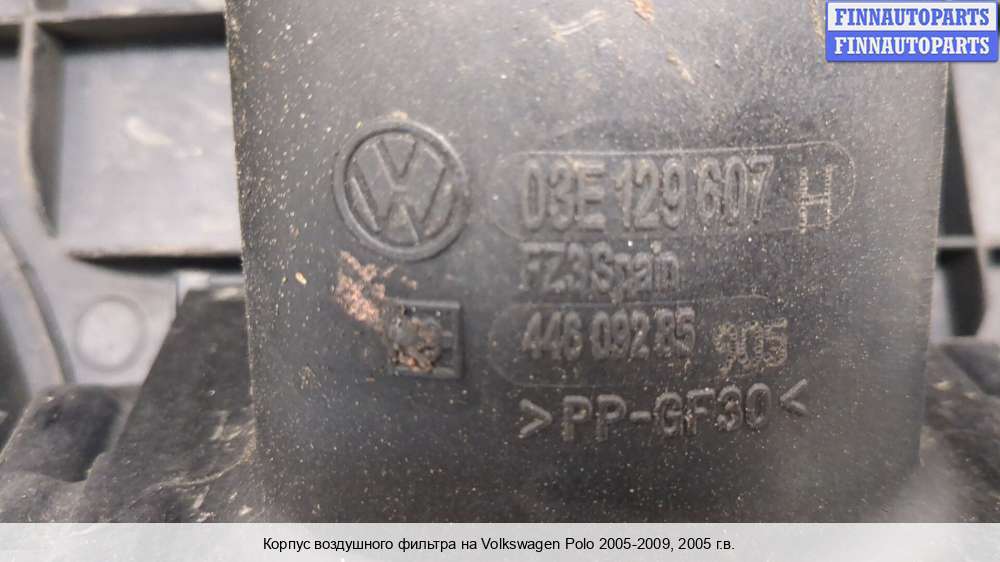 FINNAUTOPARTS
FINNAUTOPARTS
03E 129 607 H
FZ3 Spain
446 092 85 905
>PP-GF30<
Корпус воздушного фильтра на Volkswagen Polo 2005-2009, 2005 г.в.